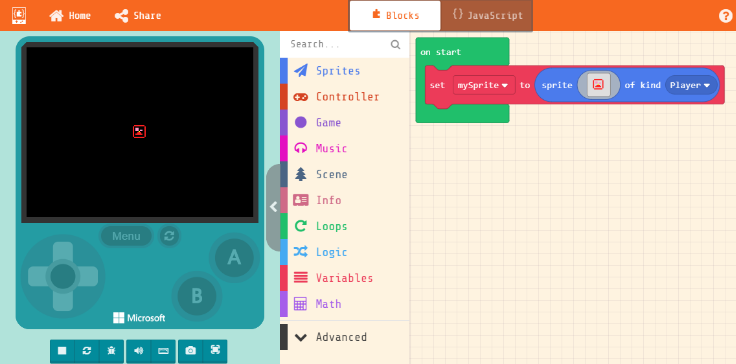 Home
Share
Blocks
{} JavaScript
Search...
Sprites
Controller
Game
Music
Scene
Info
Loops
Logic
Variables
Math
Advanced
on start
set mySprite to sprite of kind Player
Menu
A
B
Microsoft